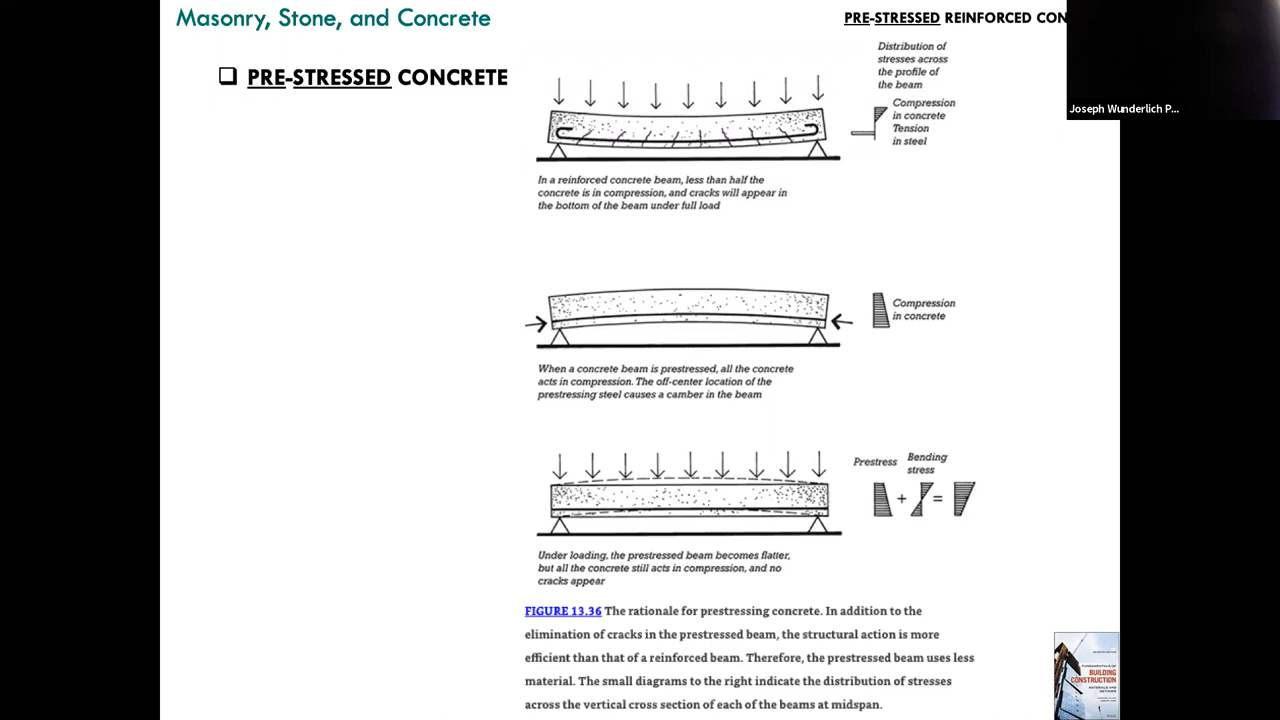 Masonry, Stone, and Concrete
PRE-STRESSED REINFORCED CON
❑ PRE-STRESSED CONCRETE
Joseph Wunderlich P...
Distribution of
stresses across
the profile of
the beam
Compression
in concrete
Tension
in steel
In a reinforced concrete beam, less than half the
concrete is in compression, and cracks will appear in
the bottom of the beam under full load
Compression
in concrete
When a concrete beam is prestressed, all the concrete
acts in compression. The off-center location of the
prestressing steel causes a camber in the beam
Prestress
Bending
stress
+ =
Under loading, the prestressed beam becomes flatter,
but all the concrete still acts in compression, and no
cracks appear
FIGURE 13.36 The rationale for prestressing concrete. In addition to the
elimination of cracks in the prestressed beam, the structural action is more
efficient than that of a reinforced beam. Therefore, the prestressed beam uses less
material. The small diagrams to the right indicate the distribution of stresses
across the vertical cross section of each of the beams at midspan.
FUNDAMENTALS OF
BUILDING
CONSTRUCTION
MATERIALS AND
METHODS